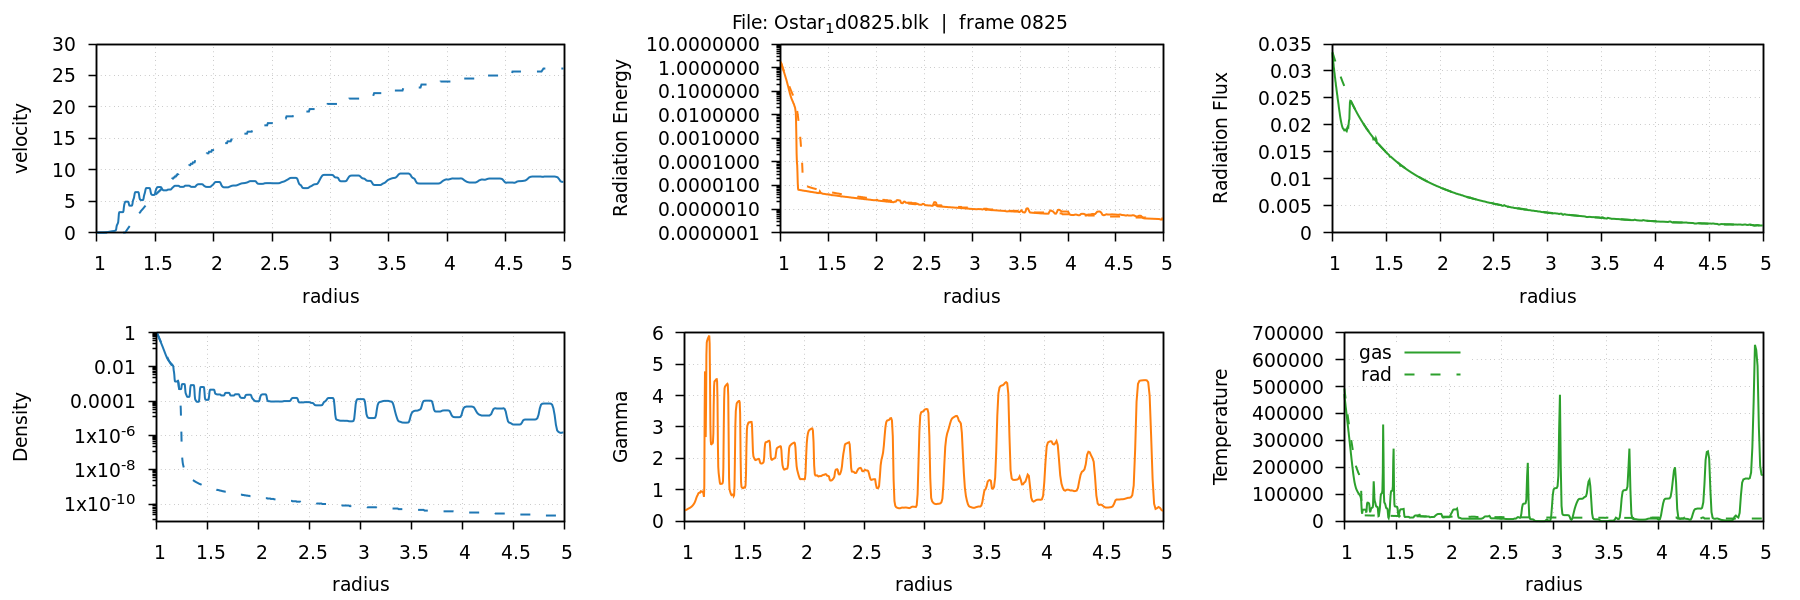 File: Ostar1d0825.blk | frame 0825
velocity
30
25
20
15
10
5
0
1 1.5 2 2.5 3 3.5 4 4.5 5
radius
Radiation Energy
10.0000000
1.0000000
0.1000000
0.0100000
0.0010000
0.0001000
0.0000100
0.0000010
0.0000001
1 1.5 2 2.5 3 3.5 4 4.5 5
radius
Radiation Flux
0.035
0.03
0.025
0.02
0.015
0.01
0.005
0
1 1.5 2 2.5 3 3.5 4 4.5 5
radius
Density
1
0.01
0.0001
1x10-6
1x10-8
1x10-10
1 1.5 2 2.5 3 3.5 4 4.5 5
radius
Gamma
6
5
4
3
2
1
0
1 1.5 2 2.5 3 3.5 4 4.5 5
radius
Temperature
700000
600000
500000
400000
300000
200000
100000
0
gas
rad
1 1.5 2 2.5 3 3.5 4 4.5 5
radius